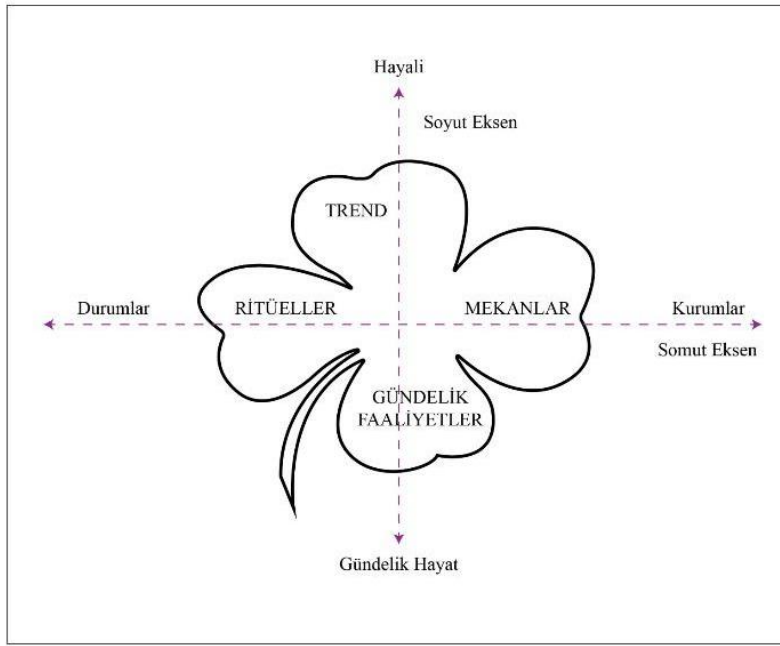 Hayali
Soyut Eksen
TREND
Durumlar
RİTÜELLER
MEKANLAR
Kurumlar
Somut Eksen
GÜNDELİK
FAALİYETLER
Gündelik Hayat